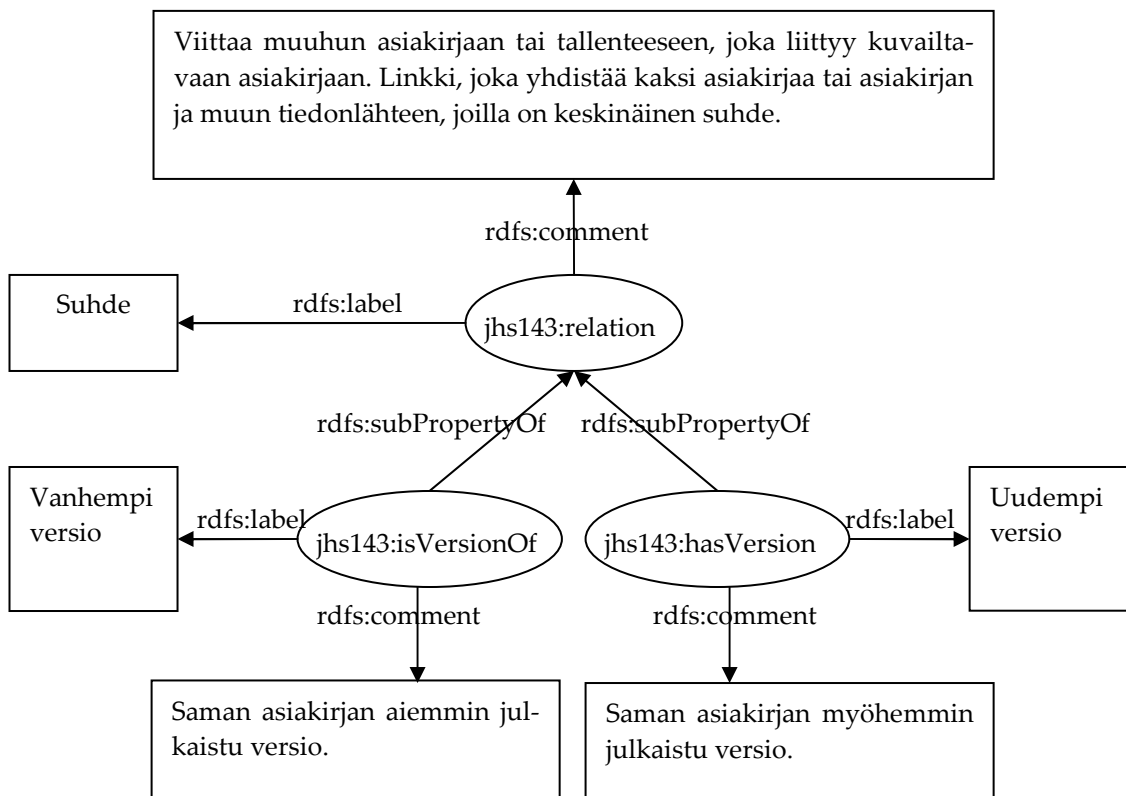 Viittaa muuhun asiakirjaan tai tallenteeseen, joka liittyy kuvailta-
vaan asiakirjaan. Linkki, joka yhdistää kaksi asiakirjaa tai asiakirjan
ja muun tiedonlähteen, joilla on keskinäinen suhde.
rdfs:comment
Suhde
rdfs:label
jhs143:relation
rdfs:subPropertyOf
rdfs:subPropertyOf
Vanhempi
versio
rdfs:label
jhs143:isVersionOf
jhs143:hasVersion
rdfs:label
Uudempi
versio
rdfs:comment
rdfs:comment
Saman asiakirjan aiemmin jul-
kaistu versio.
Saman asiakirjan myöhemmin
julkaistu versio.